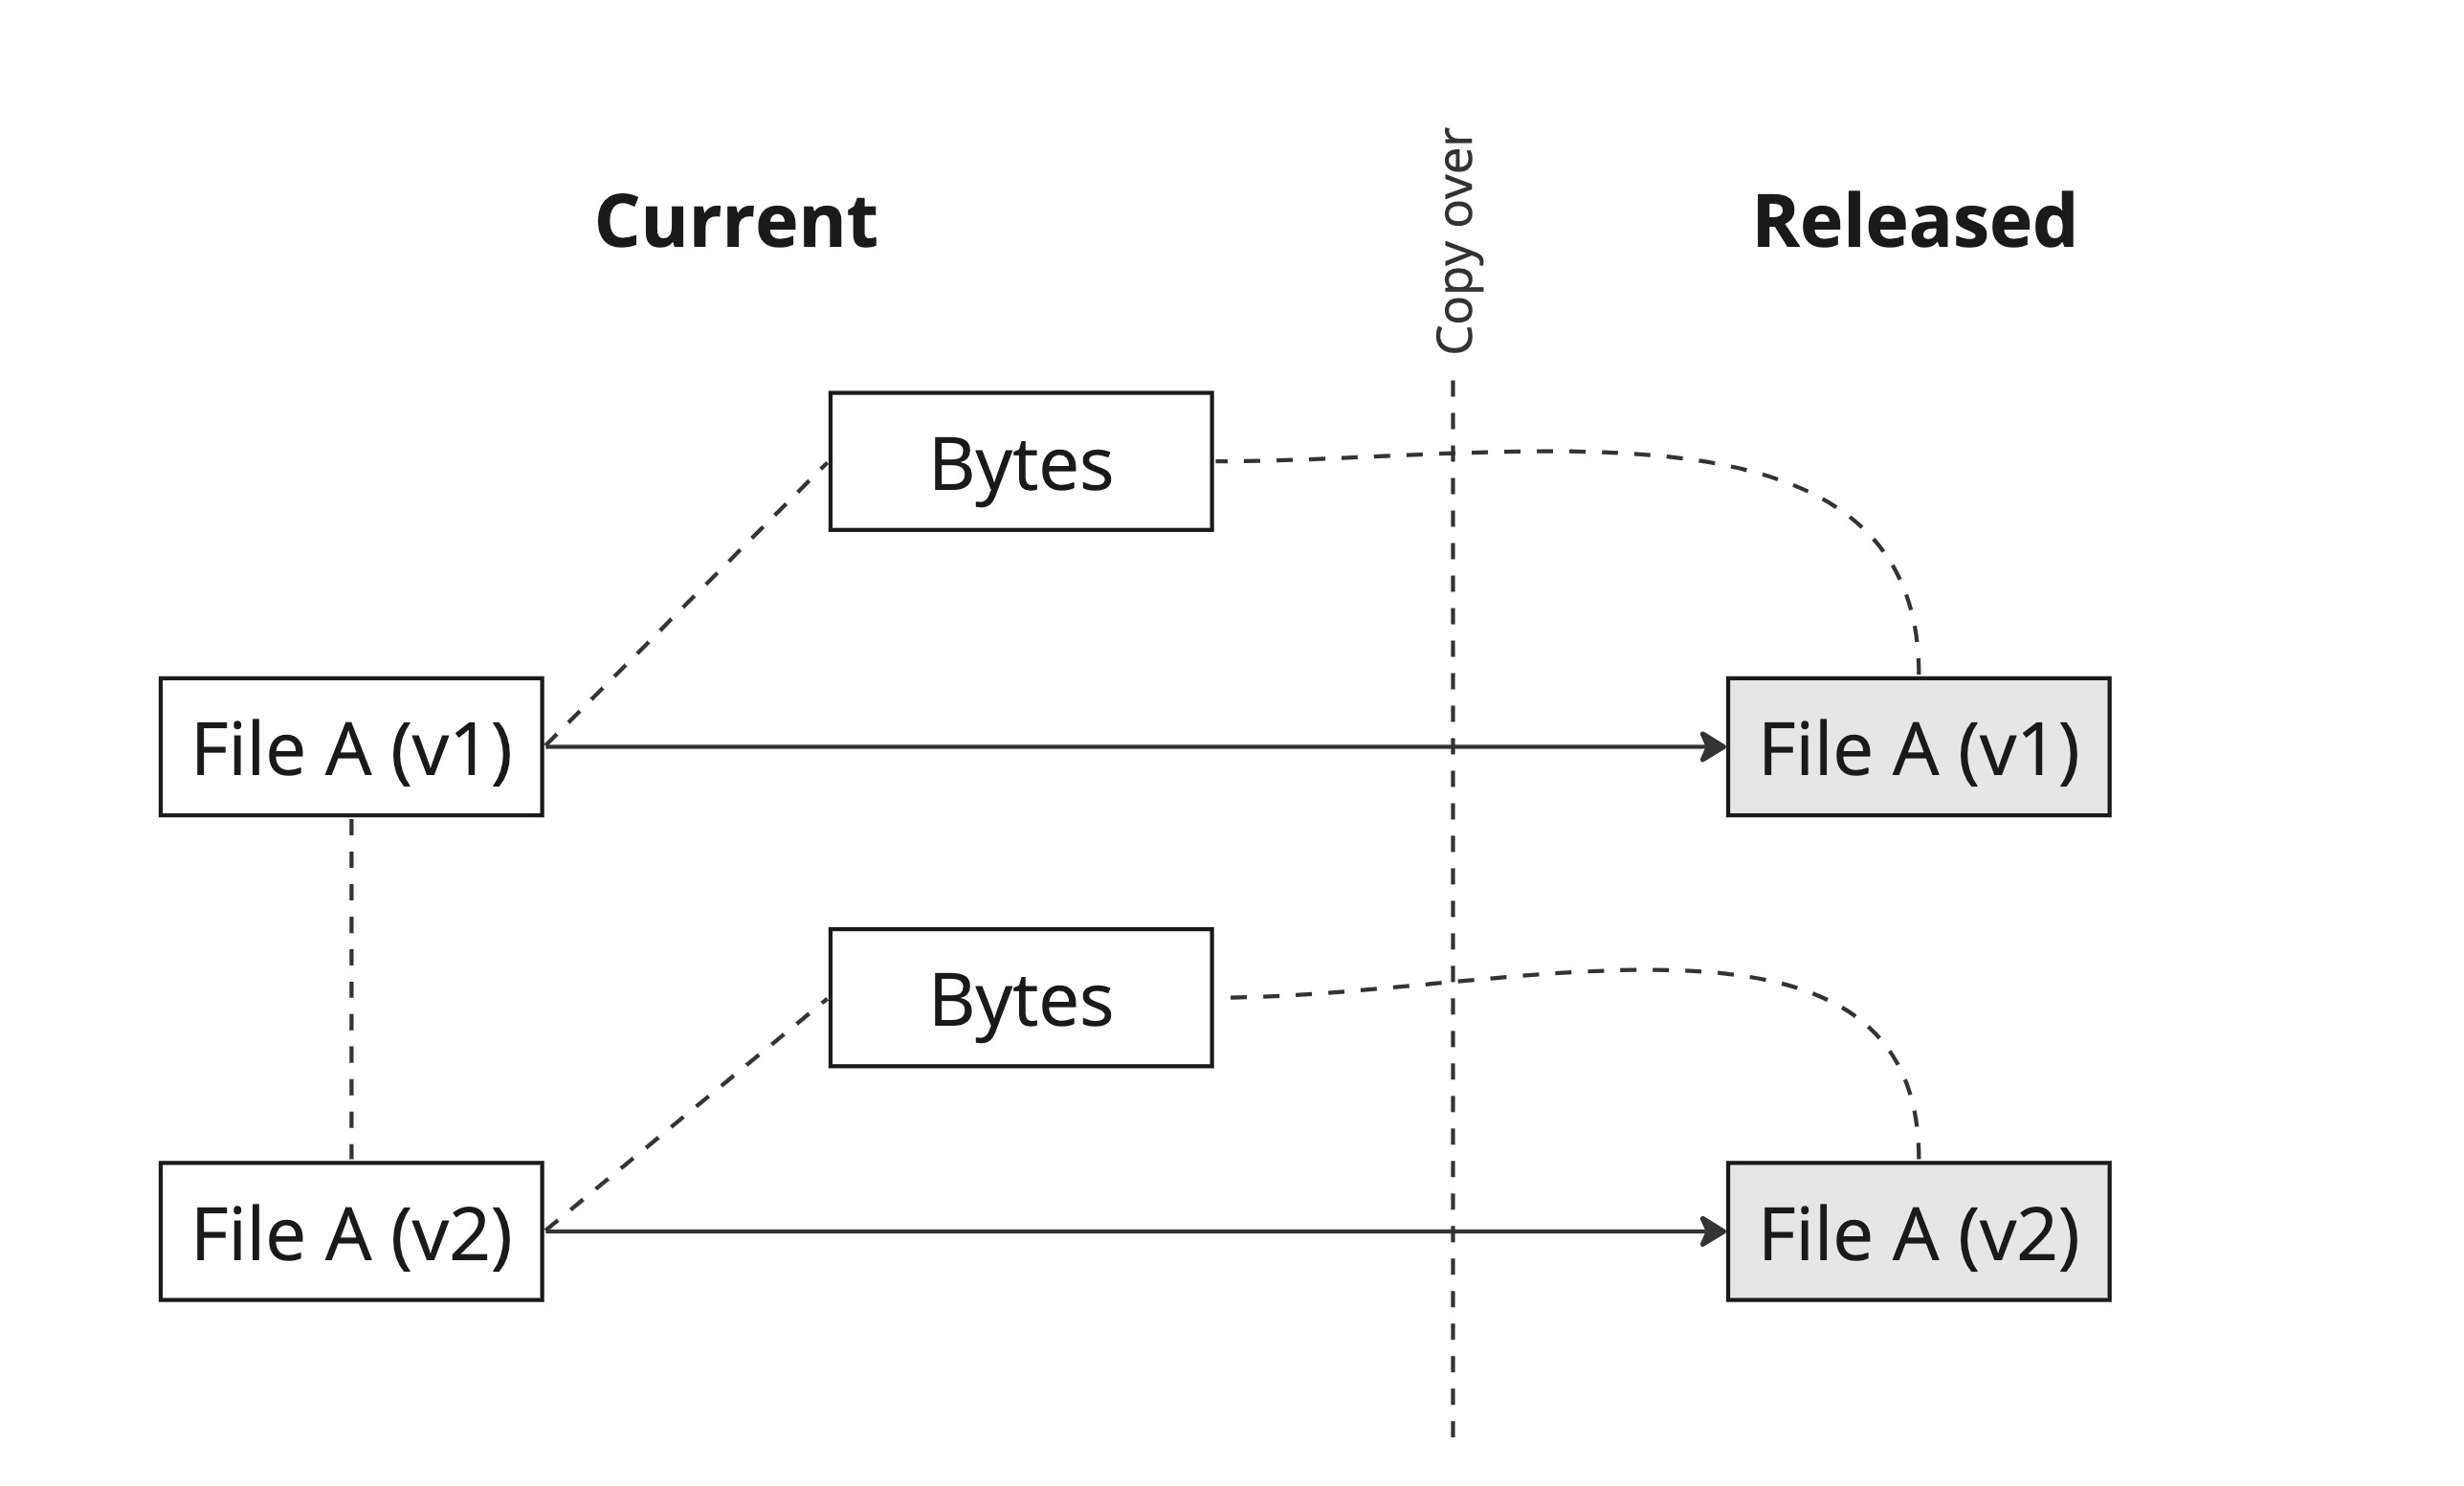 Current
Copy over
Released
Bytes
File A (v1)
File A (v1)
Bytes
File A (v2)
File A (v2)